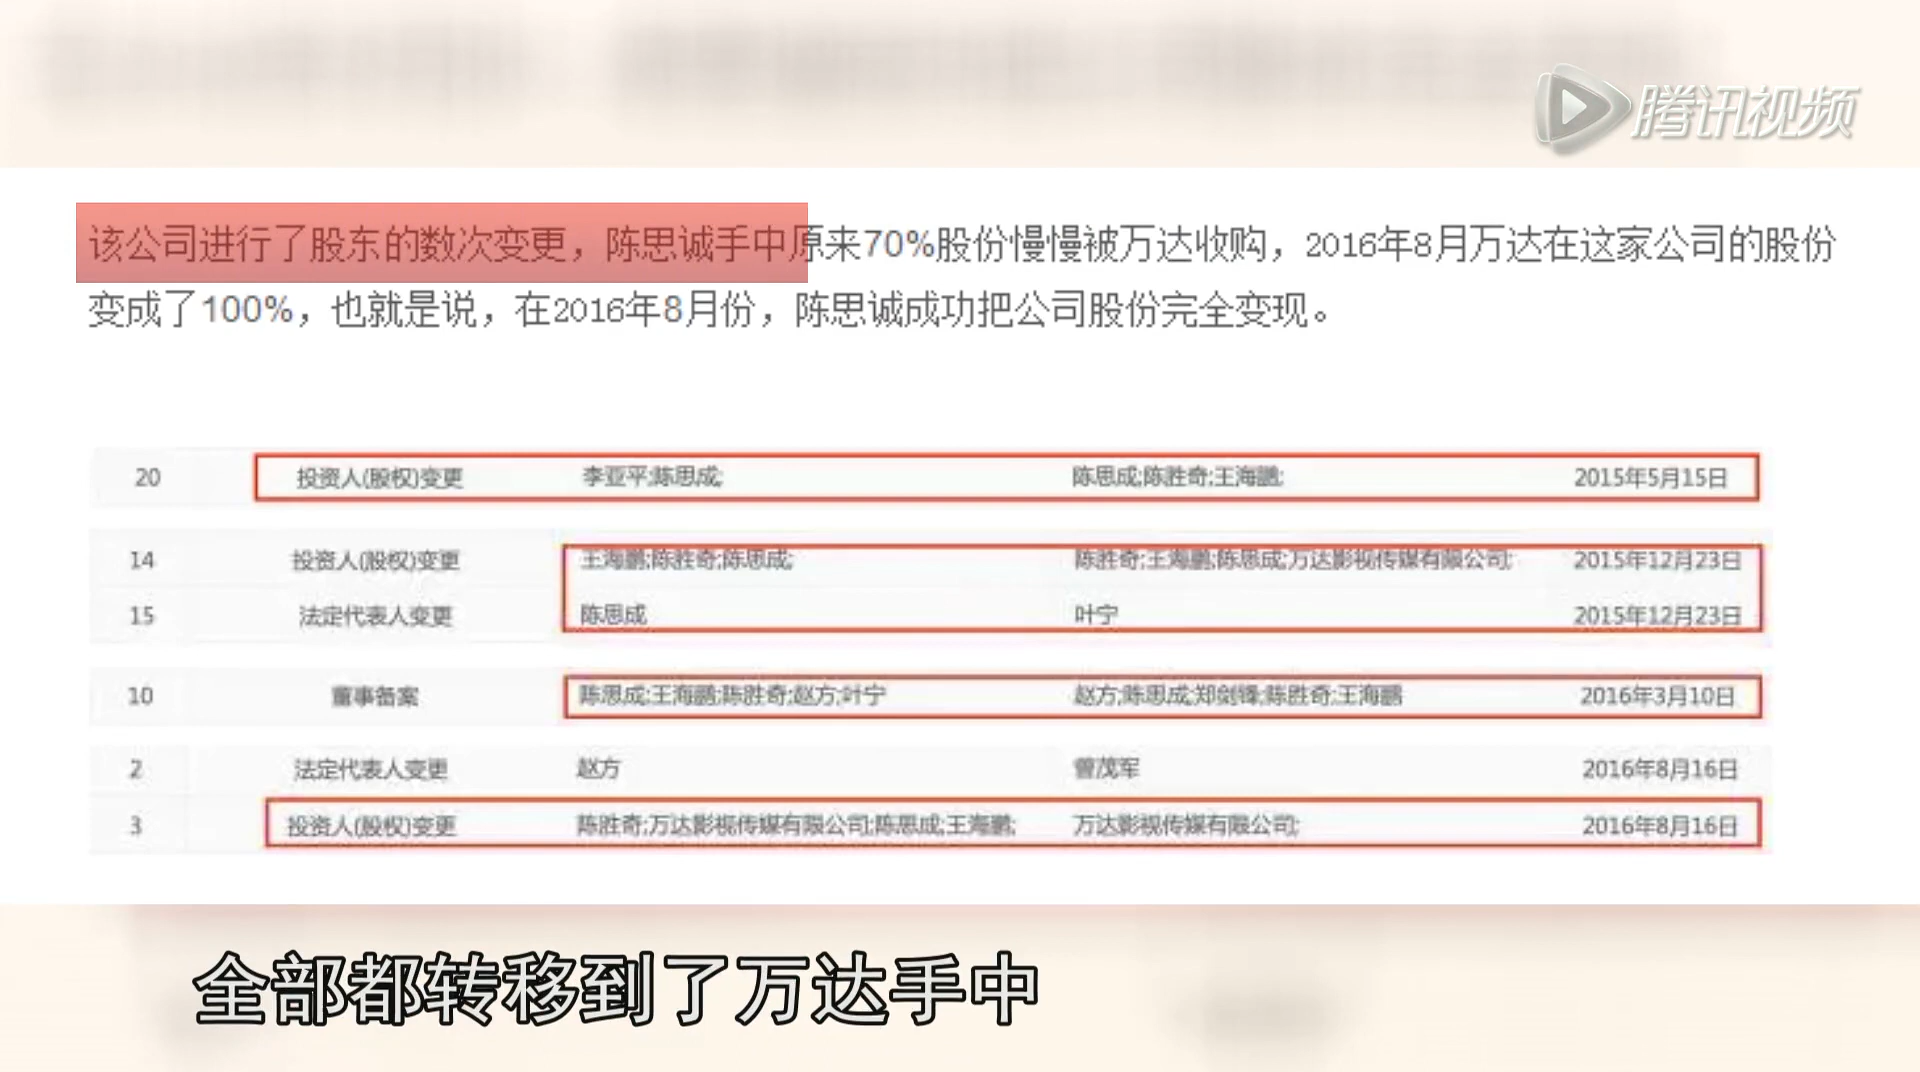 腾讯视频
该公司进行了股东的数次变更，陈思诚手中原来70%股份慢慢被万达收购，2016年8月万达在这家公司的股份
变成了100%，也就是说，在2016年8月份，陈思诚成功把公司股份完全变现。
20 投资人(股权)变更 李亚平;陈思成; 陈思成;陈胜奇;王海鹏; 2015年5月15日
14 投资人(股权)变更 王海鹏;陈胜奇;陈思成; 陈胜奇;王海鹏;陈思成;万达影视传媒有限公司; 2015年12月23日
15 法定代表人变更 陈思成 叶宁 2015年12月23日
10 董事备案 陈思成;王海鹏;陈胜奇;赵方;叶宁 赵方;陈思成;郑剑锋;陈胜奇;王海鹏 2016年3月10日
2 法定代表人变更 赵方 曾茂军 2016年8月16日
3 投资人(股权)变更 陈胜奇;万达影视传媒有限公司;陈思成;王海鹏; 万达影视传媒有限公司; 2016年8月16日
全部都转移到了万达手中